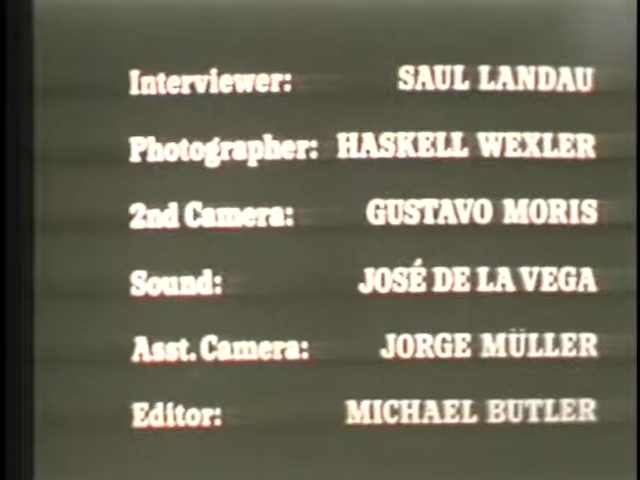 Interviewer: SAUL LANDAU
Photographer: HASKELL WEXLER
2nd Camera: GUSTAVO MORIS
Sound: JOSÉ DE LA VEGA
Asst. Camera: JORGE MÜLLER
Editor: MICHAEL BUTLER